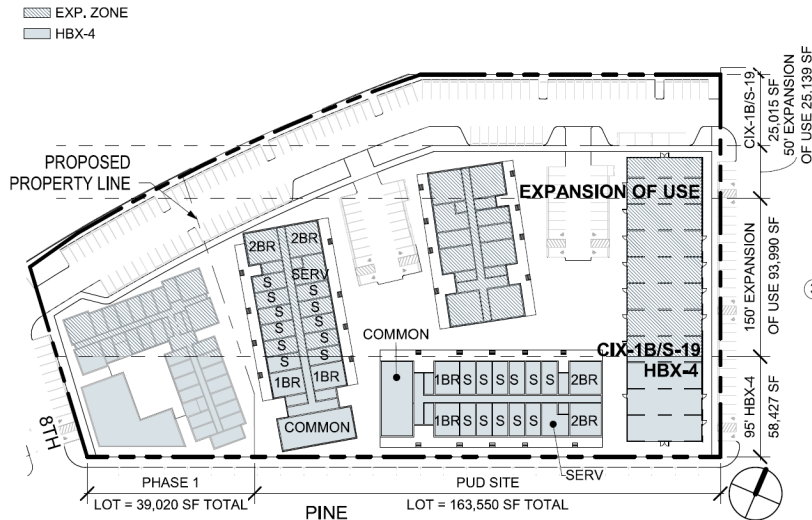 EXP. ZONE
HBX-4
PROPOSED
PROPERTY LINE
EXPANSION OF USE
CIX-1B/S-19
25,015 SF
50' EXPANSION
OF USE 25,139 SF
150' EXPANSION
OF USE 93,990 SF
95' HBX-4
58,427 SF
CIX-1B/S-19
HBX-4
2BR
2BR
SERV
S
S
S
S
S
S
S
S
S
S
S
1BR
1BR
COMMON
COMMON
1BR S S S S S S 2BR
1BR S S S S S S 2BR
SERV
8TH
PHASE 1
PUD SITE
LOT = 39,020 SF TOTAL
LOT = 163,550 SF TOTAL
PINE